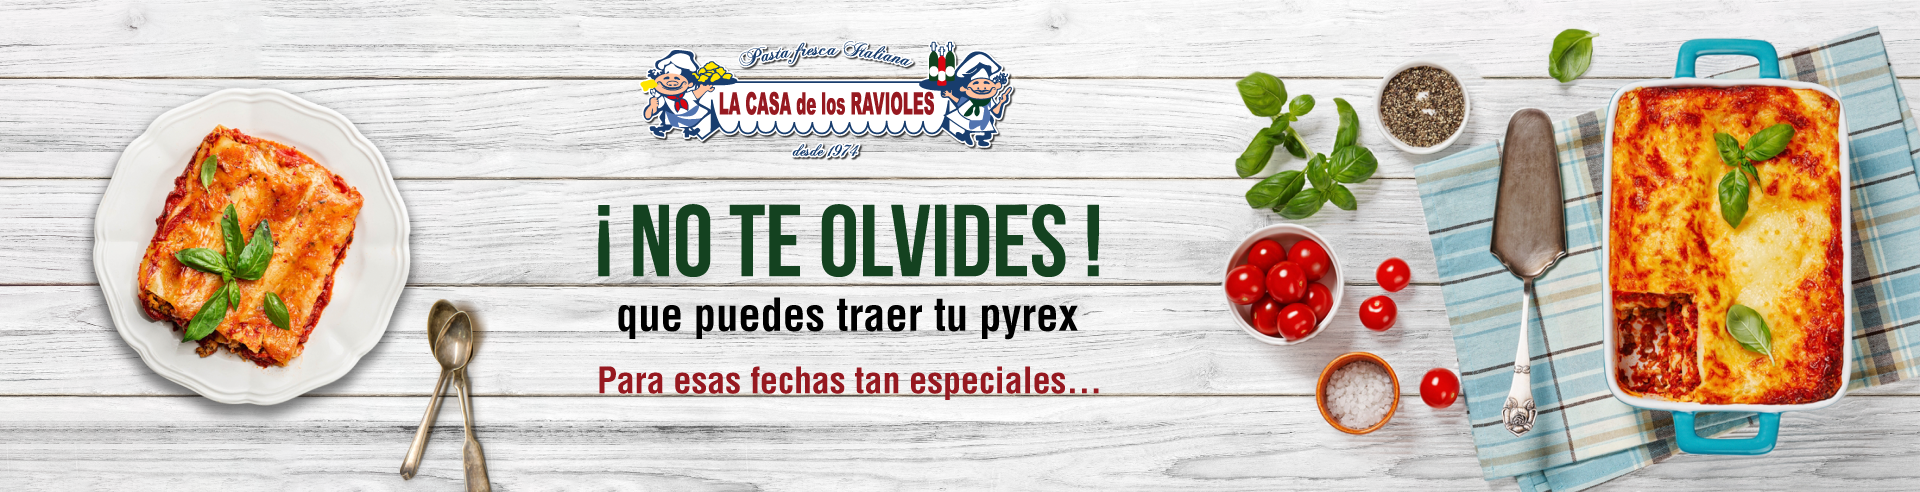 Pasta fresca Italiana
LA CASA de los RAVIOLES
desde 1974
¡ NO TE OLVIDES !
que puedes traer tu pyrex
Para esas fechas tan especiales...